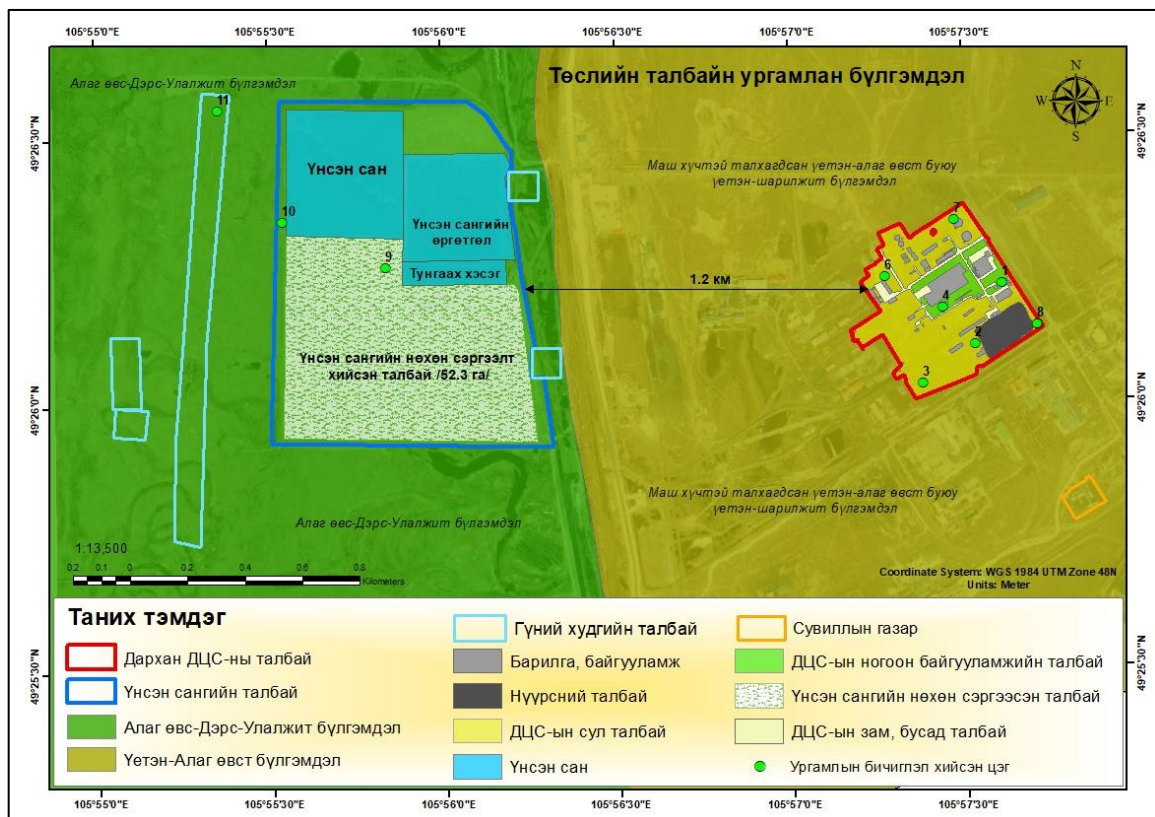 105°55'0"E 105°55'30"E 105°56'0"E 105°56'30"E 105°57'0"E 105°57'30"E
Төслийн талбайн ургамлан бүлгэмдэл
N
W E
S
Алаг өвс-Дэрс-Улалжит бүлгэмдэл
11
49°26'30"N
49°26'30"N
Үнсэн сан
Маш хүчтэй талхагдсан үетэн-алаг өвст буюу
үетэн-шарилжит бүлгэмдэл
10
7
Үнсэн сангийн
өргөтгөл
9
Тунгаах хэсэг
6
1
1.2 км
4
8
2
3
Үнсэн сангийн нөхөн сэргээлт
хийсэн талбай /52.3 га/
49°26'0"N
49°26'0"N
Маш хүчтэй талхагдсан үетэн-алаг өвст буюу
үетэн-шарилжит бүлгэмдэл
Алаг өвс-Дэрс-Улалжит бүлгэмдэл
1:13,500
0.2 0.1 0 0.2 0.4 0.6 0.8
Kilometers
Coordinate System: WGS 1984 UTM Zone 48N
Units: Meter
Таних тэмдэг
Дархан ДЦС-ны талбай
Үнсэн сангийн талбай
Алаг өвс-Дэрс-Улалжит бүлгэмдэл
Үетэн-Алаг өвст бүлгэмдэл
Гүний худгийн талбай
Барилга, байгууламж
Нүүрсний талбай
ДЦС-ын сул талбай
Үнсэн сан
Сувиллын газар
ДЦС-ын ногоон байгууламжийн талбай
Үнсэн сангийн нөхөн сэргээсэн талбай
ДЦС-ын зам, бусад талбай
Ургамлын бичиглэл хийсэн цэг
49°25'30"N
49°25'30"N
105°55'0"E 105°55'30"E 105°56'0"E 105°56'30"E 105°57'0"E 105°57'30"E